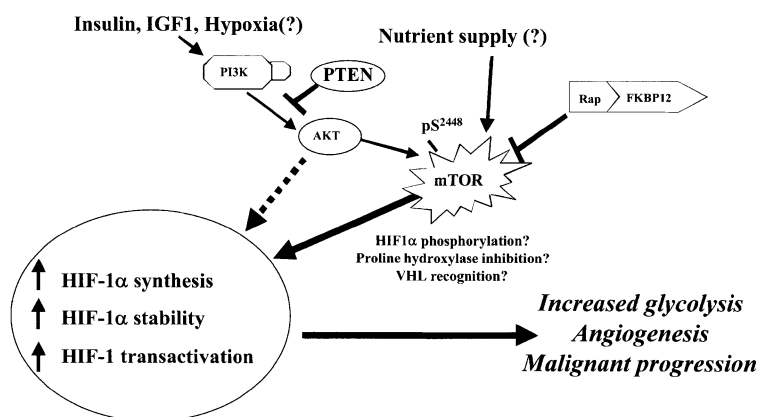 Insulin, IGF1, Hypoxia(?)
Nutrient supply (?)
PI3K
PTEN
Rap
FKBP12
pS2448
AKT
mTOR
HIF1α phosphorylation?
Proline hydroxylase inhibition?
VHL recognition?
HIF-1α synthesis
HIF-1α stability
HIF-1 transactivation
Increased glycolysis
Angiogenesis
Malignant progression